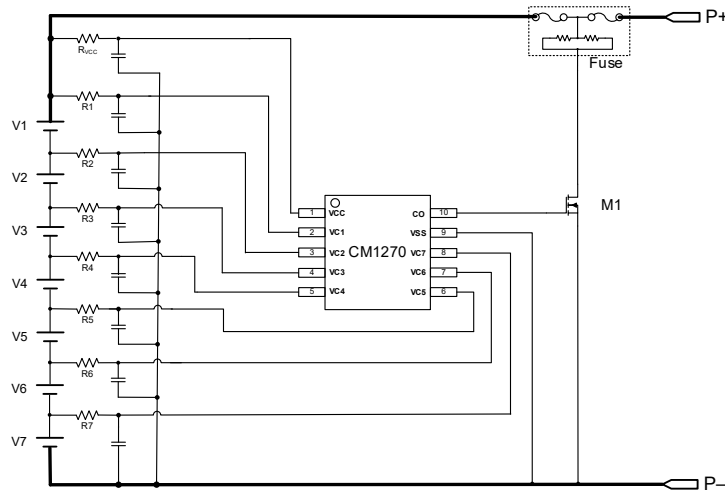 P+
Fuse
RVCC
R1
V1
R2
V2
R3
V3
R4
V4
R5
V5
R6
V6
R7
V7
1 VCC CO 10
2 VC1 VSS 9
3 VC2 CM1270 VC7 8
4 VC3 VC6 7
5 VC4 VC5 6
M1
P−